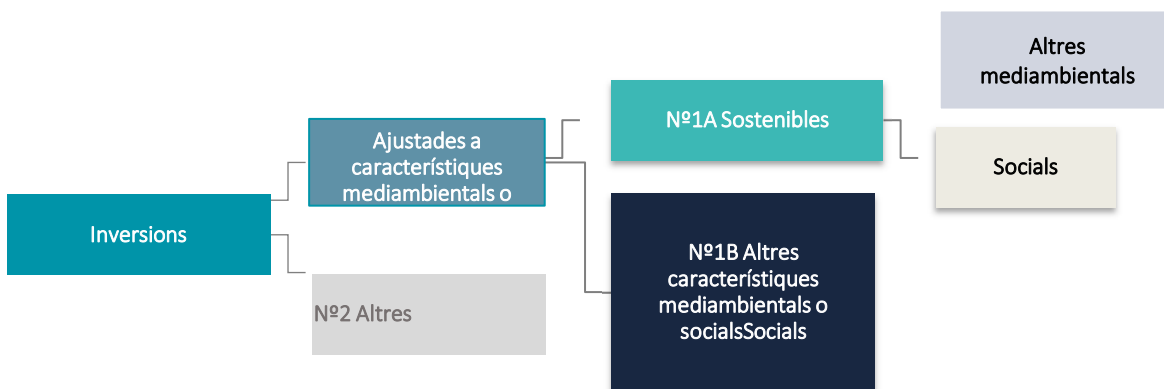 Inversions
Ajustades a
característiques
mediambientals o
Nº2 Altres
Nº1A Sostenibles
Nº1B Altres
característiques
mediambientals o
socialsSocials
Altres
mediambientals
Socials